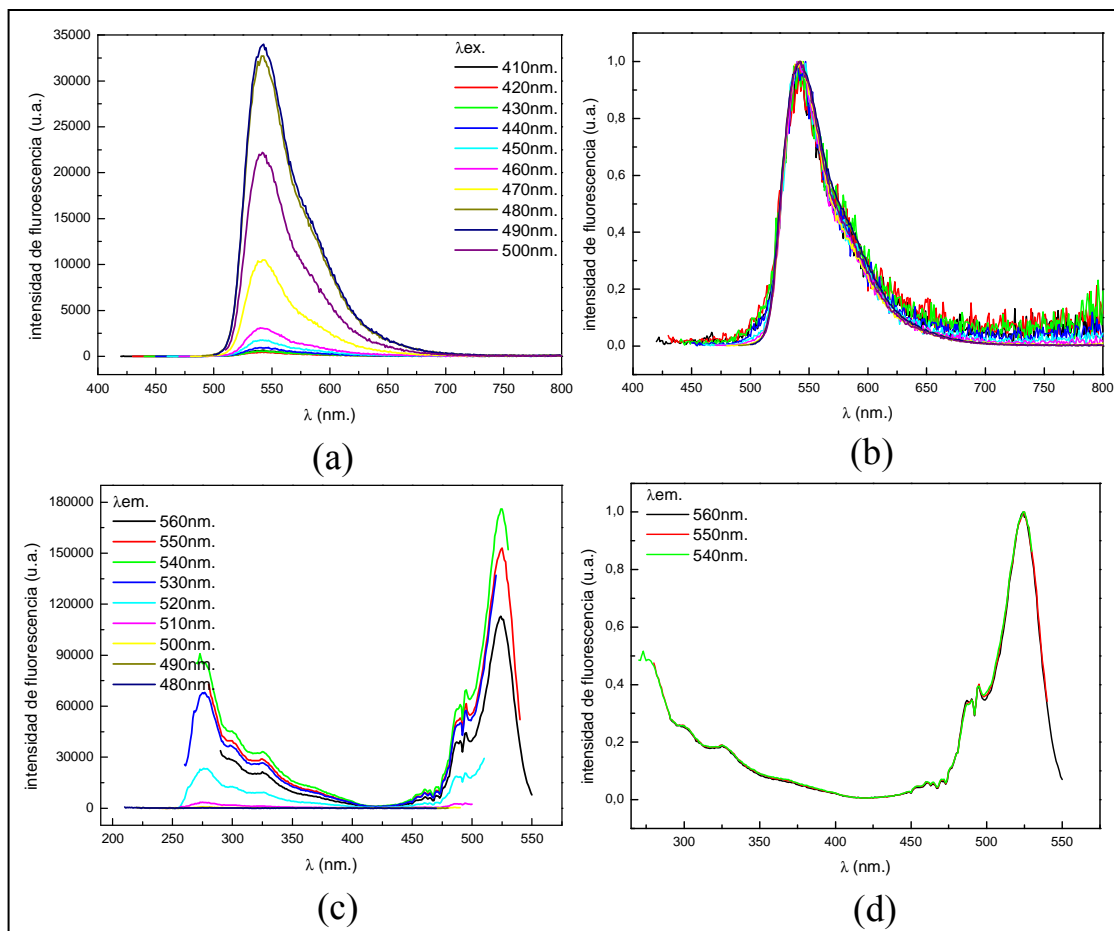 35000
30000
25000
20000
15000
10000
5000
0
intensidad de fluroescencia (u.a.)
400 450 500 550 600 650 700 750 800
λ (nm.)
λex.
410nm.
420nm.
430nm.
440nm.
450nm.
460nm.
470nm.
480nm.
490nm.
500nm.
(a)
1,0
0,8
0,6
0,4
0,2
0,0
intensidad de fluorescencia (u.a.)
400 450 500 550 600 650 700 750 800
λ (nm.)
(b)
180000
150000
120000
90000
60000
30000
0
intensidad de fluorescencia (u.a.)
200 250 300 350 400 450 500 550
λ (nm.)
λem.
560nm.
550nm.
540nm.
530nm.
520nm.
510nm.
500nm.
490nm.
480nm.
(c)
1,0
0,8
0,6
0,4
0,2
0,0
intensidad de fluorescencia (u.a.)
300 350 400 450 500 550
λ (nm.)
λem.
560nm.
550nm.
540nm.
(d)